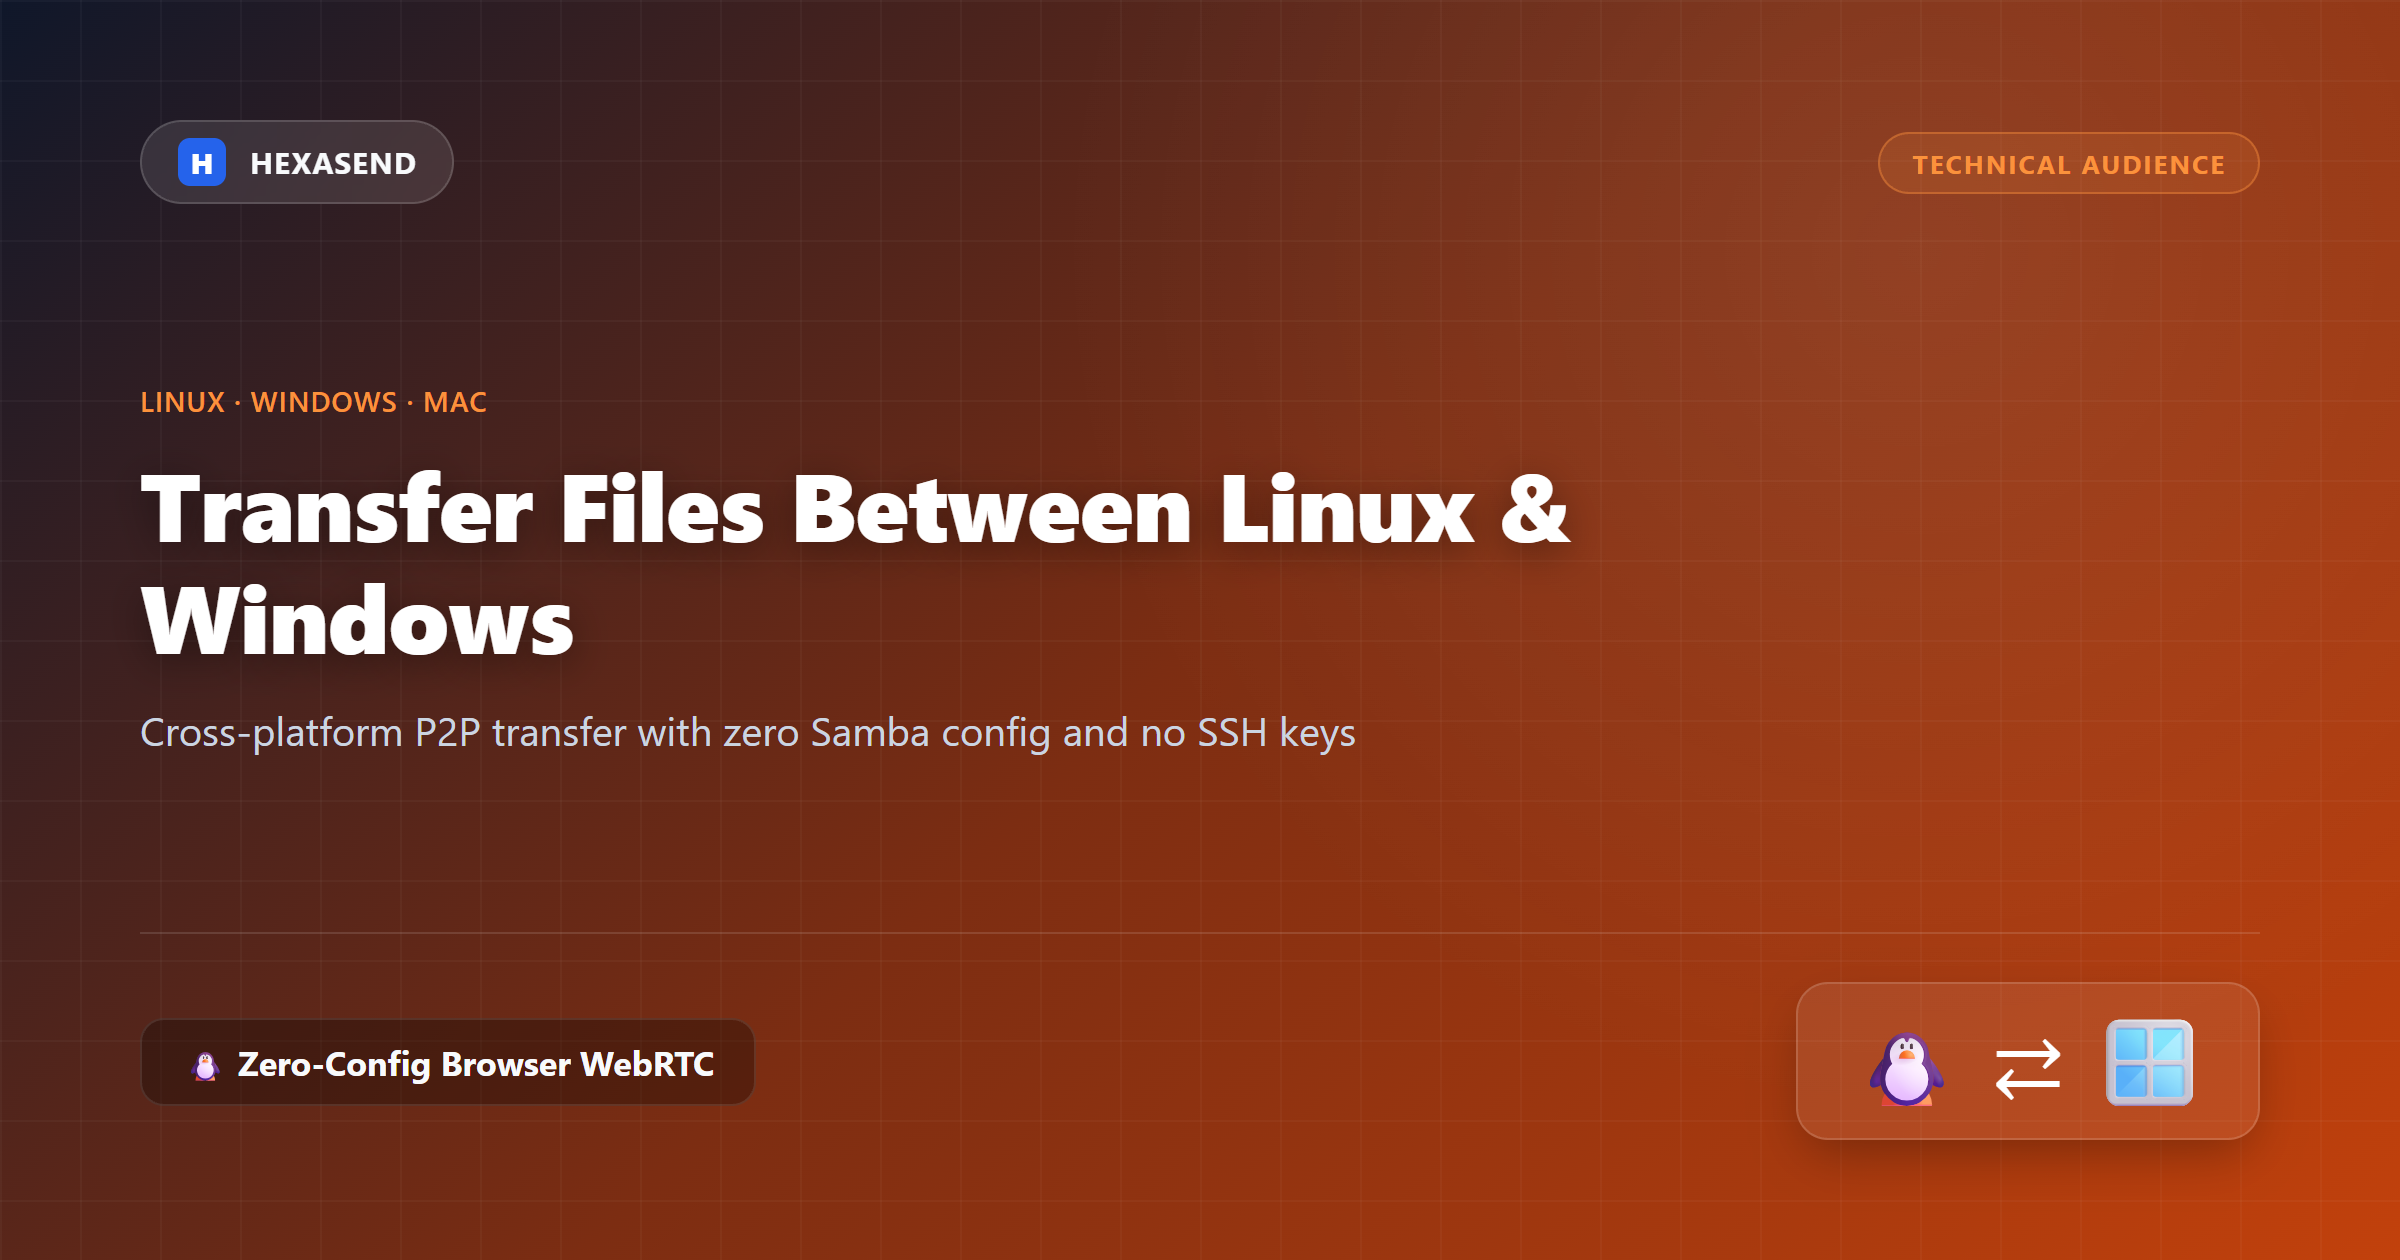 H HEXASEND
TECHNICAL AUDIENCE
LINUX · WINDOWS · MAC
Transfer Files Between Linux &
Windows
Cross-platform P2P transfer with zero Samba config and no SSH keys
Zero-Config Browser WebRTC